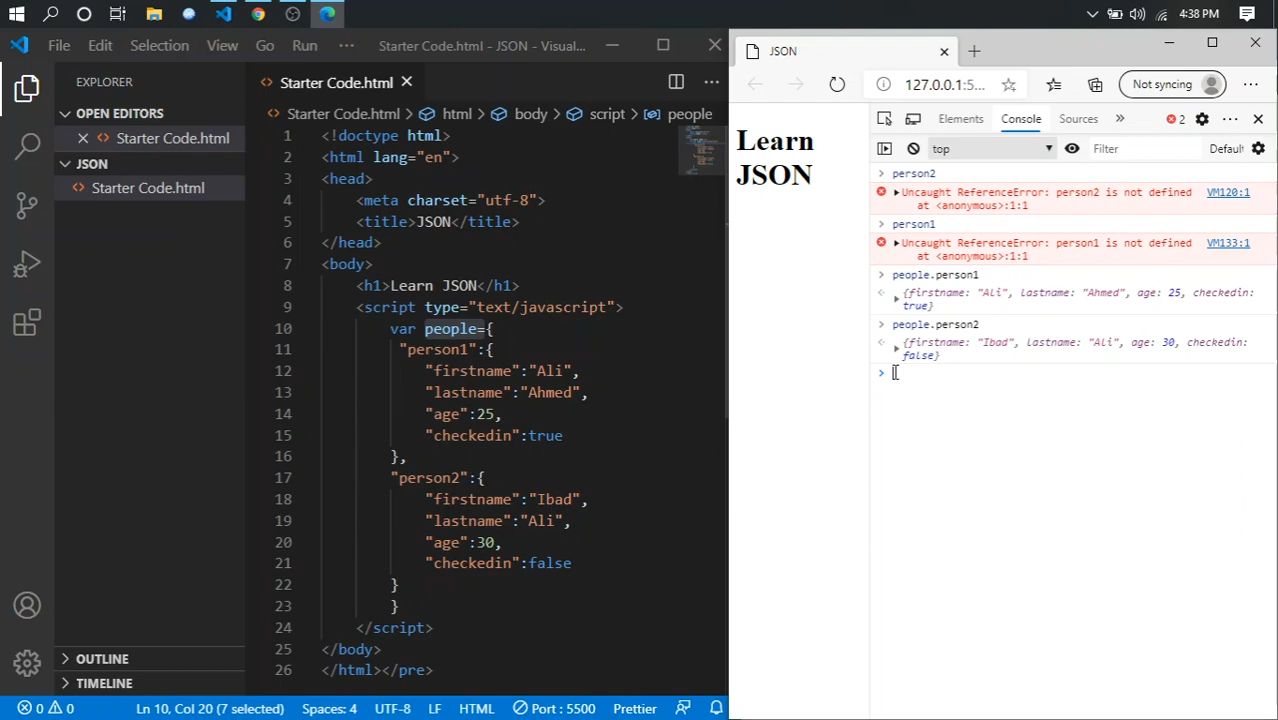 4:38 PM
File Edit Selection View Go Run ··· Starter Code.html - JSON - Visual...
EXPLORER
OPEN EDITORS
Starter Code.html
JSON
Starter Code.html
OUTLINE
TIMELINE
Starter Code.html
Starter Code.html > html > body > script > people
1 <!doctype html>
2 <html lang="en">
3 <head>
4 <meta charset="utf-8">
5 <title>JSON</title>
6 </head>
7 <body>
8 <h1>Learn JSON</h1>
9 <script type="text/javascript">
10 var people={
11 "person1":{
12 "firstname":"Ali",
13 "lastname":"Ahmed",
14 "age":25,
15 "checkedin":true
16 },
17 "person2":{
18 "firstname":"Ibad",
19 "lastname":"Ali",
20 "age":30,
21 "checkedin":false
22 }
23 }
24 </script>
25 </body>
26 </html></pre>
0 0 Ln 10, Col 20 (7 selected) Spaces: 4 UTF-8 LF HTML Port : 5500 Prettier
JSON
127.0.0.1:5... Not syncing
Learn
JSON
Elements Console Sources » 2
top Filter Default
> person2
Uncaught ReferenceError: person2 is not defined VM120:1
at <anonymous>:1:1
> person1
Uncaught ReferenceError: person1 is not defined VM133:1
at <anonymous>:1:1
> people.person1
{firstname: "Ali", lastname: "Ahmed", age: 25, checkedin:
true}
> people.person2
{firstname: "Ibad", lastname: "Ali", age: 30, checkedin:
false}
>